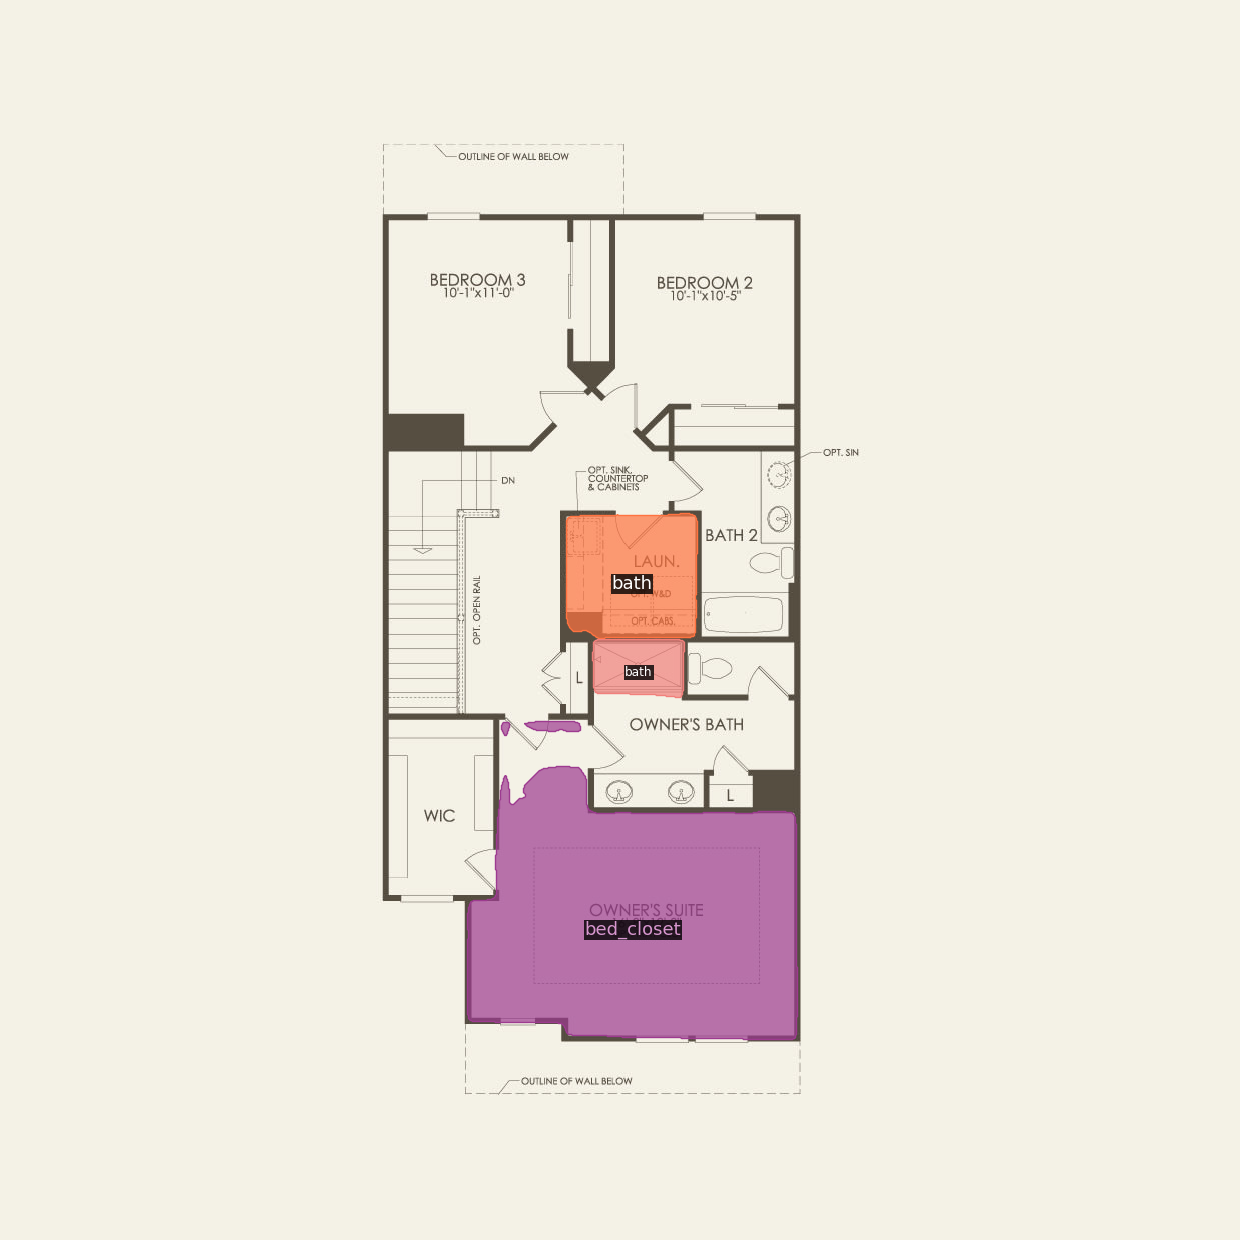 OUTLINE OF WALL BELOW
BEDROOM 3
10'-1"x11'-0"
BEDROOM 2
10'-1"x10'-5"
OPT. SIN
OPT. SINK,
COUNTERTOP
& CABINETS
DN
BATH 2
LAUN.
bath
OPT. W&D
OPT. CABS.
OPT. OPEN RAIL
L
bath
OWNER'S BATH
L
WIC
OWNER'S SUITE
bed_closet
OUTLINE OF WALL BELOW